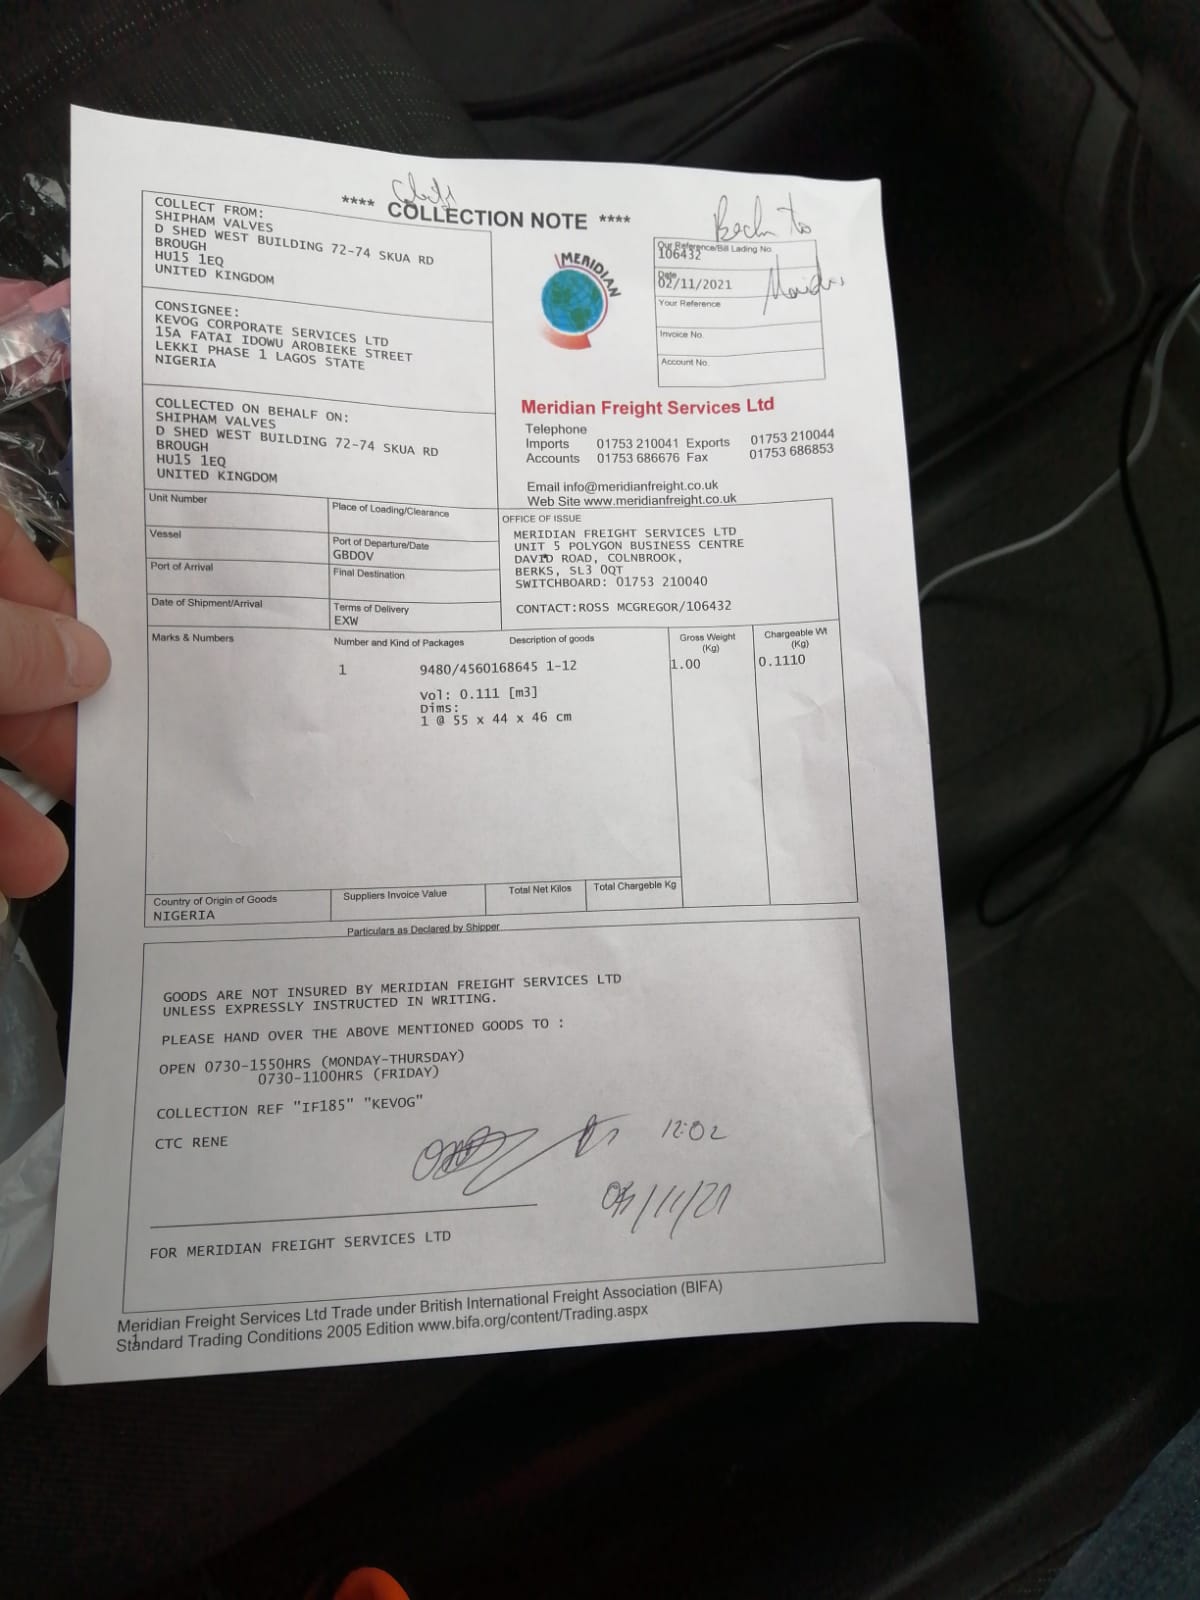 **** COLLECTION NOTE ****
COLLECT FROM:
SHIPHAM VALVES
D SHED WEST BUILDING 72-74 SKUA RD
BROUGH
HU15 1EQ
UNITED KINGDOM
CONSIGNEE:
KEVOG CORPORATE SERVICES LTD
15A FATAI IDOWU AROBIEKE STREET
LEKKI PHASE 1 LAGOS STATE
NIGERIA
COLLECTED ON BEHALF ON:
SHIPHAM VALVES
D SHED WEST BUILDING 72-74 SKUA RD
BROUGH
HU15 1EQ
UNITED KINGDOM
MERIDIAN
to
Our Reference/Bill Lading No.
106432
Date
02/11/2021
Your Reference
Invoice No.
Account No.
Meridian Freight Services Ltd
Telephone
Imports 01753 210041 Exports 01753 210044
Accounts 01753 686676 Fax 01753 686853
Email info@meridianfreight.co.uk
Web Site www.meridianfreight.co.uk
Unit Number
Place of Loading/Clearance
Vessel
Port of Departure/Date
GBDOV
Port of Arrival
Final Destination
Date of Shipment/Arrival
Terms of Delivery
EXW
OFFICE OF ISSUE
MERIDIAN FREIGHT SERVICES LTD
UNIT 5 POLYGON BUSINESS CENTRE
DAVID ROAD, COLNBROOK,
BERKS, SL3 0QT
SWITCHBOARD: 01753 210040
CONTACT:ROSS MCGREGOR/106432
Marks & Numbers
Number and Kind of Packages
Description of goods
Gross Weight
(Kg)
Chargeable Wt
(Kg)
1 9480/4560168645 1-12 1.00 0.1110
Vol: 0.111 [m3]
Dims:
1 @ 55 x 44 x 46 cm
Country of Origin of Goods
NIGERIA
Suppliers Invoice Value
Total Net Kilos
Total Chargeble Kg
Particulars as Declared by Shipper
GOODS ARE NOT INSURED BY MERIDIAN FREIGHT SERVICES LTD
UNLESS EXPRESSLY INSTRUCTED IN WRITING.
PLEASE HAND OVER THE ABOVE MENTIONED GOODS TO :
OPEN 0730-1550HRS (MONDAY-THURSDAY)
0730-1100HRS (FRIDAY)
COLLECTION REF "IF185" "KEVOG"
CTC RENE
12:02
/11/21
FOR MERIDIAN FREIGHT SERVICES LTD
Meridian Freight Services Ltd Trade under British International Freight Association (BIFA)
Standard Trading Conditions 2005 Edition www.bifa.org/content/Trading.aspx
1